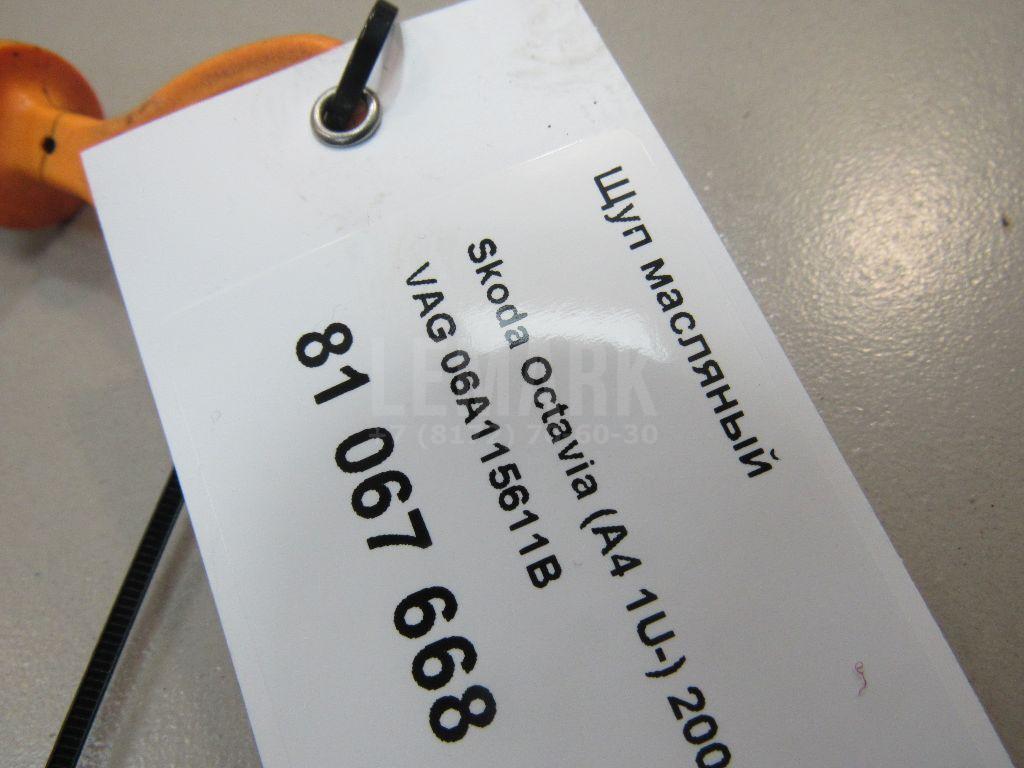 Щуп масляный
Skoda Octavia (A4 1U-) 200
VAG 06A115611B
81 067 668
LEMARK